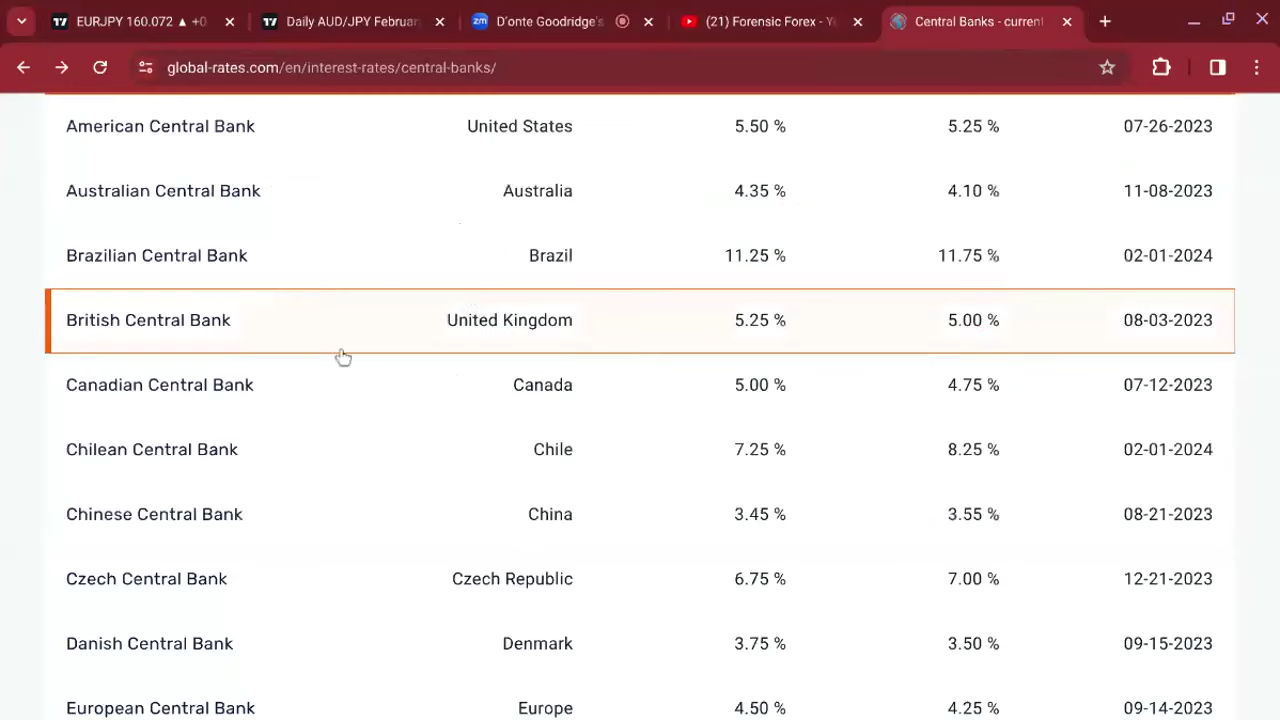 EURJPY 160.072 ▲ +0
Daily AUD/JPY Februar
zm D'onte Goodridge's
(21) Forensic Forex - Y
Central Banks - current
global-rates.com/en/interest-rates/central-banks/
American Central Bank United States 5.50 % 5.25 % 07-26-2023
Australian Central Bank Australia 4.35 % 4.10 % 11-08-2023
Brazilian Central Bank Brazil 11.25 % 11.75 % 02-01-2024
British Central Bank United Kingdom 5.25 % 5.00 % 08-03-2023
Canadian Central Bank Canada 5.00 % 4.75 % 07-12-2023
Chilean Central Bank Chile 7.25 % 8.25 % 02-01-2024
Chinese Central Bank China 3.45 % 3.55 % 08-21-2023
Czech Central Bank Czech Republic 6.75 % 7.00 % 12-21-2023
Danish Central Bank Denmark 3.75 % 3.50 % 09-15-2023
European Central Bank Europe 4.50 % 4.25 % 09-14-2023